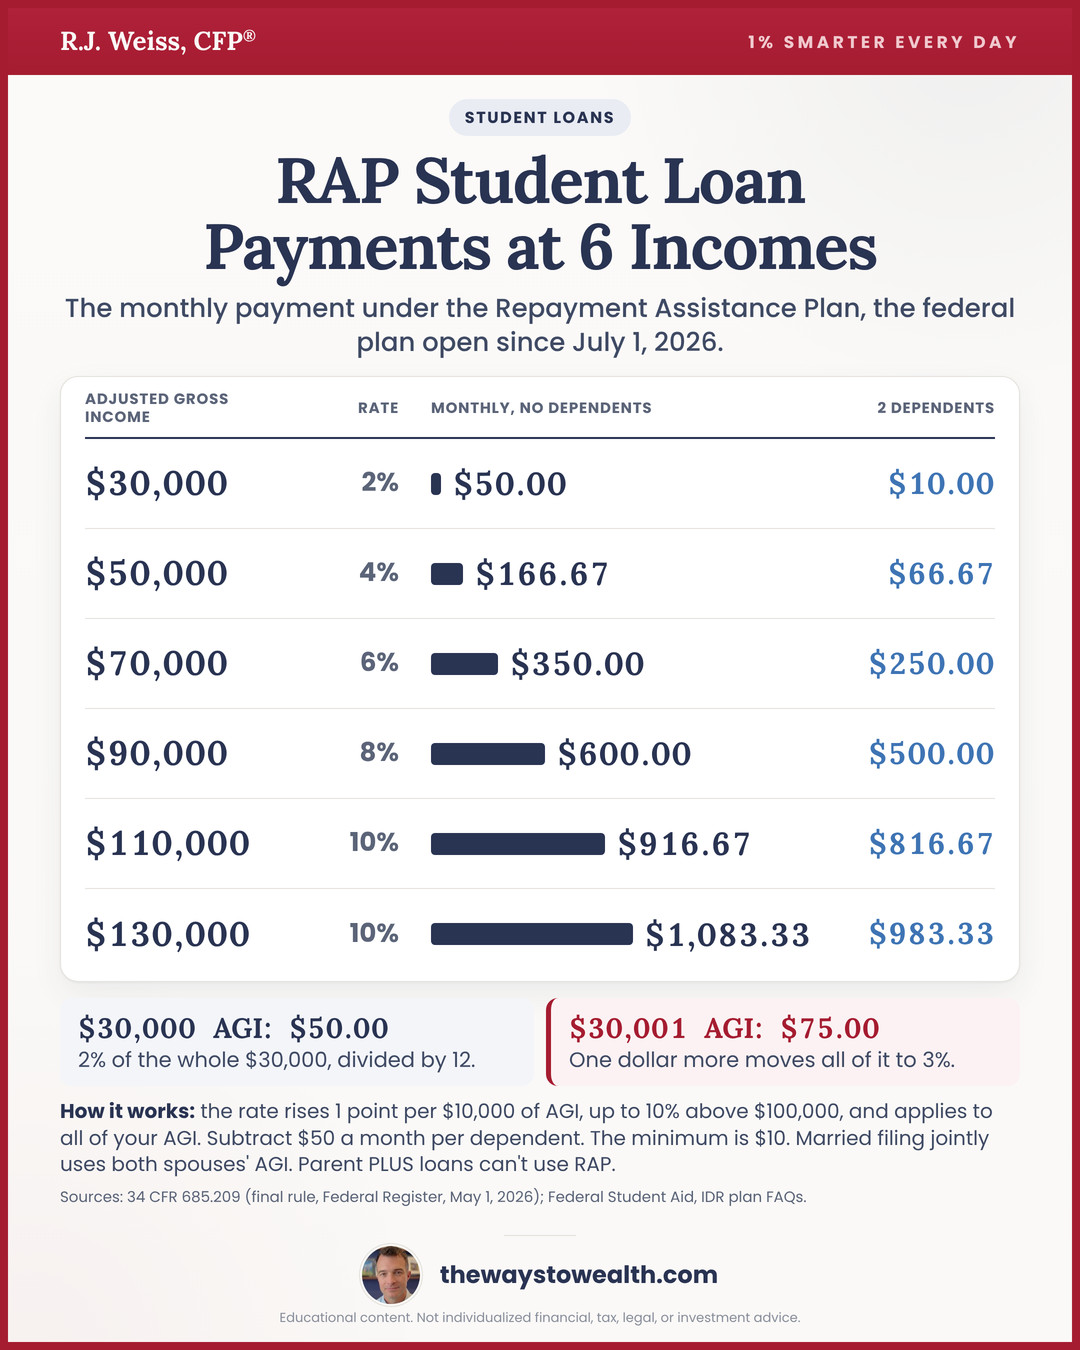 R.J. Weiss, CFP®
1% SMARTER EVERY DAY
STUDENT LOANS
RAP Student Loan
Payments at 6 Incomes
The monthly payment under the Repayment Assistance Plan, the federal
plan open since July 1, 2026.
ADJUSTED GROSS
INCOME
RATE
MONTHLY, NO DEPENDENTS
2 DEPENDENTS
$30,000 2% $50.00 $10.00
$50,000 4% $166.67 $66.67
$70,000 6% $350.00 $250.00
$90,000 8% $600.00 $500.00
$110,000 10% $916.67 $816.67
$130,000 10% $1,083.33 $983.33
$30,000 AGI: $50.00
2% of the whole $30,000, divided by 12.
$30,001 AGI: $75.00
One dollar more moves all of it to 3%.
How it works: the rate rises 1 point per $10,000 of AGI, up to 10% above $100,000, and applies to
all of your AGI. Subtract $50 a month per dependent. The minimum is $10. Married filing jointly
uses both spouses' AGI. Parent PLUS loans can't use RAP.
Sources: 34 CFR 685.209 (final rule, Federal Register, May 1, 2026); Federal Student Aid, IDR plan FAQs.
thewaystowealth.com
Educational content. Not individualized financial, tax, legal, or investment advice.